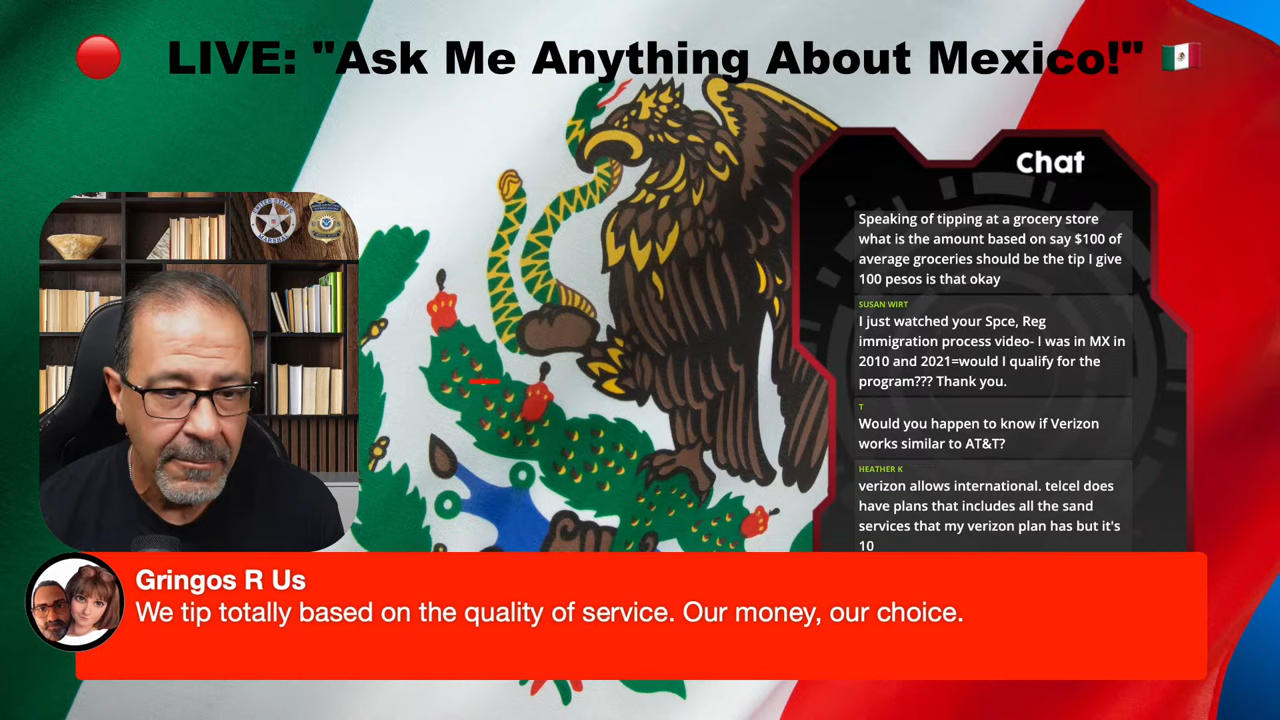 LIVE: "Ask Me Anything About Mexico!"
Chat
Speaking of tipping at a grocery store
what is the amount based on say $100 of
average groceries should be the tip I give
100 pesos is that okay
SUSAN WIRT
I just watched your Spce, Reg
immigration process video- I was in MX in
2010 and 2021=would I qualify for the
program??? Thank you.
T
Would you happen to know if Verizon
works similar to AT&T?
HEATHER K
verizon allows international. telcel does
have plans that includes all the sand
services that my verizon plan has but it's
10
Gringos R Us
We tip totally based on the quality of service. Our money, our choice.